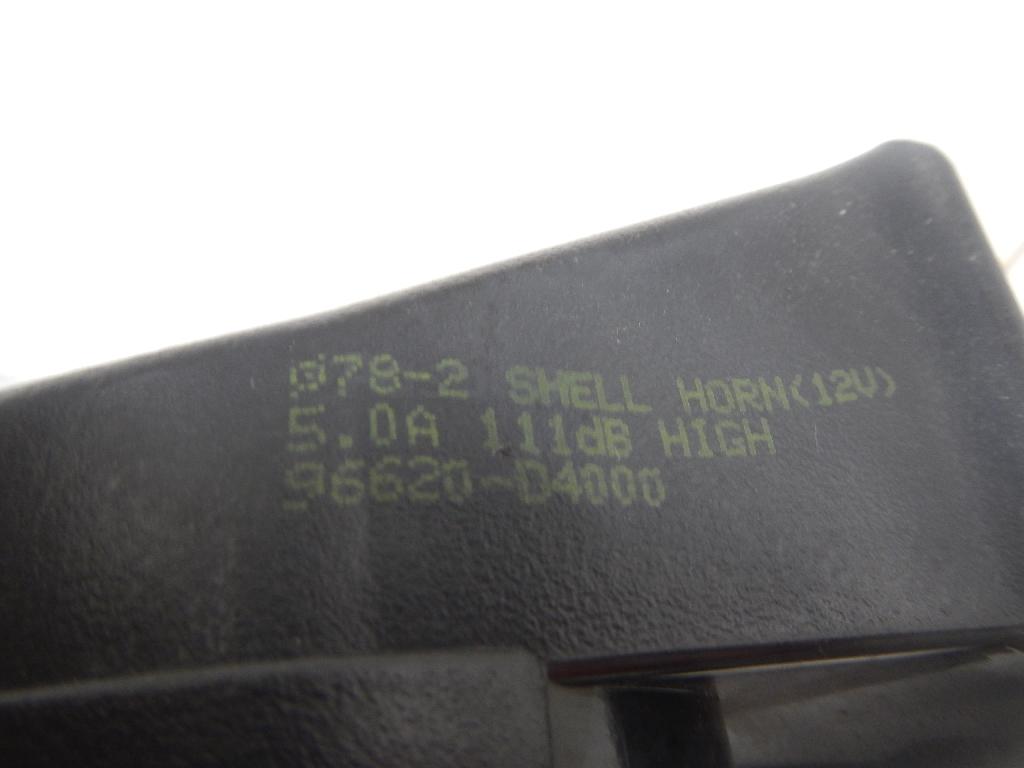 078-2 SHELL HORN(12V)
5.0A 111dB HIGH
96620-D4000